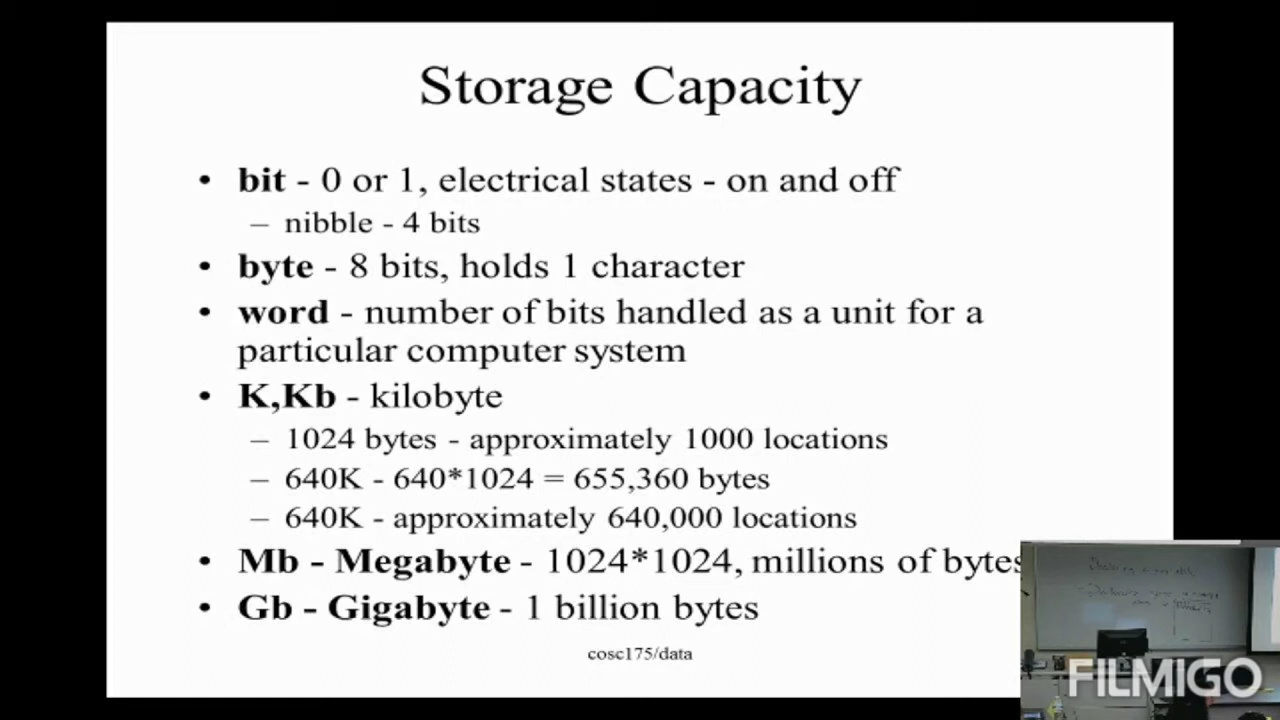 Storage Capacity
• bit - 0 or 1, electrical states - on and off
– nibble - 4 bits
• byte - 8 bits, holds 1 character
• word - number of bits handled as a unit for a
particular computer system
• K,Kb - kilobyte
– 1024 bytes - approximately 1000 locations
– 640K - 640*1024 = 655,360 bytes
– 640K - approximately 640,000 locations
• Mb - Megabyte - 1024*1024, millions of bytes
• Gb - Gigabyte - 1 billion bytes
cosc175/data
FILMIGO